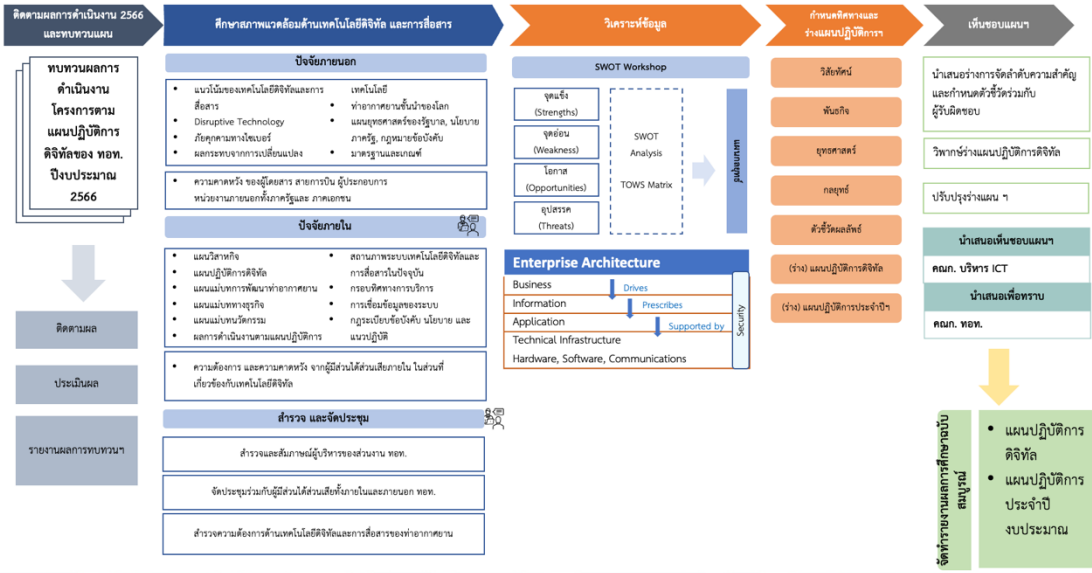 ติดตามผลการดำเนินงาน 2566
และทบทวนแผน
ทบทวนผลการ
ดำเนินงาน
โครงการตาม
แผนปฏิบัติการ
ดิจิทัลของ ทอท.
ปีงบประมาณ
2566
ติดตามผล
ประเมินผล
รายงานผลการทบทวนฯ
ศึกษาสภาพแวดล้อมด้านเทคโนโลยีดิจิทัล และการสื่อสาร
ปัจจัยภายนอก
• แนวโน้มของเทคโนโลยีดิจิทัลและการ
สื่อสาร
• Disruptive Technology
• ภัยคุกคามทางไซเบอร์
• ผลกระทบจากการเปลี่ยนแปลง
เทคโนโลยี
• ท่าอากาศยานชั้นนำของโลก
• แผนยุทธศาสตร์ของรัฐบาล, นโยบาย
ภาครัฐ, กฎหมายข้อบังคับ
• มาตรฐานและเกณฑ์
• ความคาดหวัง ของผู้โดยสาร สายการบิน ผู้ประกอบการ
หน่วยงานภายนอกทั้งภาครัฐและ ภาคเอกชน
ปัจจัยภายใน
• แผนวิสาหกิจ
• แผนปฏิบัติการดิจิทัล
• แผนแม่บทการพัฒนาท่าอากาศยาน
• แผนแม่บททางธุรกิจ
• แผนแม่บทนวัตกรรม
• ผลการดำเนินงานตามแผนปฏิบัติการ
• สถานภาพระบบเทคโนโลยีดิจิทัลและ
การสื่อสารในปัจจุบัน
• กรอบทิศทางการบริการ
• การเชื่อมข้อมูลของระบบ
• กฎระเบียบข้อบังคับ นโยบาย และ
แนวปฏิบัติ
• ความต้องการ และความคาดหวัง จากผู้มีส่วนได้ส่วนเสียภายใน ในส่วนที่
เกี่ยวข้องกับเทคโนโลยีดิจิทัล
สำรวจ และจัดประชุม
สำรวจและสัมภาษณ์ผู้บริหารของส่วนงาน ทอท.
จัดประชุมร่วมกับผู้มีส่วนได้ส่วนเสียทั้งภายในและภายนอก ทอท.
สำรวจความต้องการด้านเทคโนโลยีดิจิทัลและการสื่อสารของท่าอากาศยาน
วิเคราะห์ข้อมูล
SWOT Workshop
จุดแข็ง
(Strengths)
จุดอ่อน
(Weakness)
โอกาส
(Opportunities)
อุปสรรค
(Threats)
SWOT
Analysis
TOWS Matrix
Enterprise Architecture
Business
Drives
Information
Prescribes
Application
Supported by
Technical Infrastructure
Hardware, Software, Communications
Security
กำหนดทิศทางและ
ร่างแผนปฏิบัติการฯ
วิสัยทัศน์
พันธกิจ
ยุทธศาสตร์
กลยุทธ์
ตัวชี้วัดผลลัพธ์
(ร่าง) แผนปฏิบัติการดิจิทัล
(ร่าง) แผนปฏิบัติการประจำปีฯ
เห็นชอบแผนฯ
นำเสนอร่างการจัดลำดับความสำคัญ
และกำหนดตัวชี้วัดร่วมกับ
ผู้รับผิดชอบ
วิพากษ์ร่างแผนปฏิบัติการดิจิทัล
ปรับปรุงร่างแผน ฯ
นำเสนอเห็นชอบแผนฯ
คณก. บริหาร ICT
นำเสนอเพื่อทราบ
คณก. ทอท.
จัดทำรายงานผลการศึกษาฉบับ
สมบูรณ์
• แผนปฏิบัติการ
ดิจิทัล
• แผนปฏิบัติการ
ประจำปี
งบประมาณ